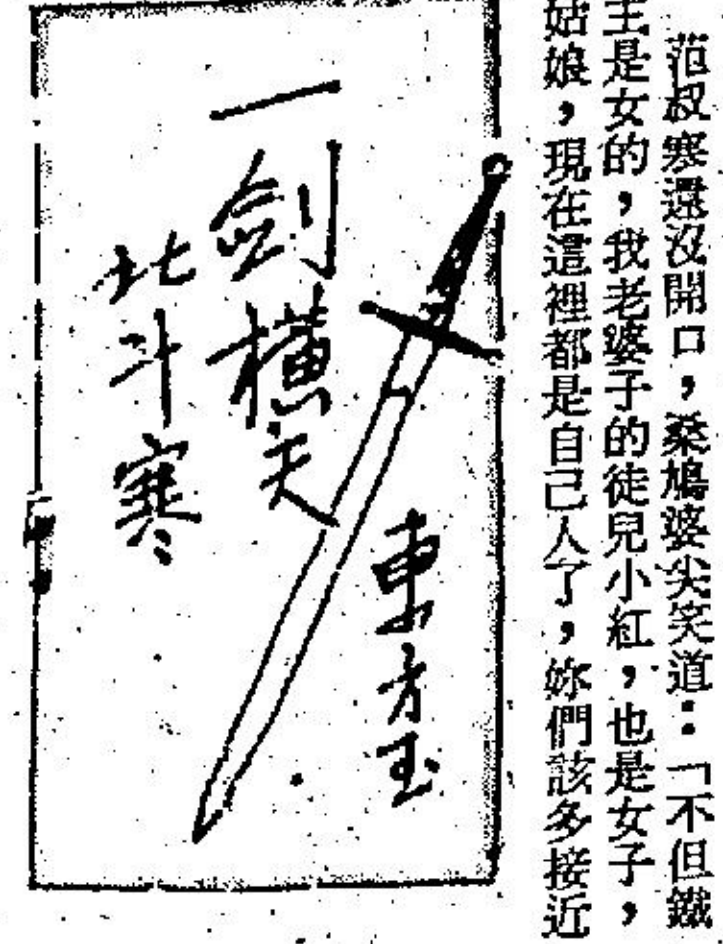 范叔寒還沒開口，桑鳩婆尖笑道：「不但鐵
主是女的，我老婆子的徒兒小紅，也是女子，
姑娘，現在這裡都是自己人了，妳們該多接近
一劍橫天
北斗寒
東方玉